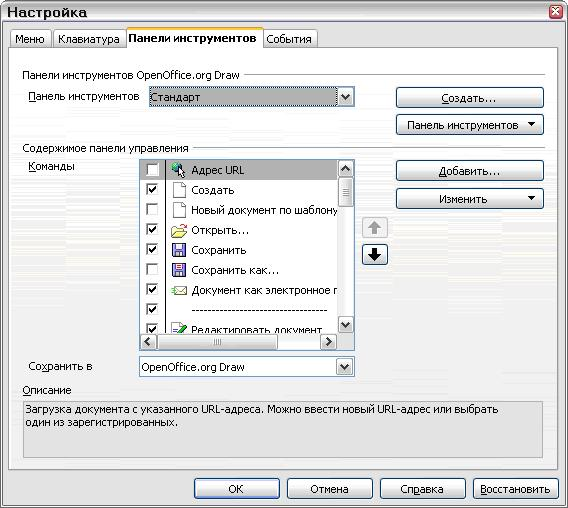 Настройка
Меню Клавиатура Панели инструментов События
Панели инструментов OpenOffice.org Draw
Панель инструментов Стандарт Создать...
Панель инструментов
Содержимое панели управления
Команды Адрес URL Добавить...
Создать Изменить
Новый документ по шаблону
Открыть...
Сохранить
Сохранить как...
Документ как электронное п
--------------------------------
Редактировать документ
Сохранить в OpenOffice.org Draw
Описание
Загрузка документа с указанного URL-адреса. Можно ввести новый URL-адрес или выбрать
один из зарегистрированных.
ОК Отмена Справка Восстановить